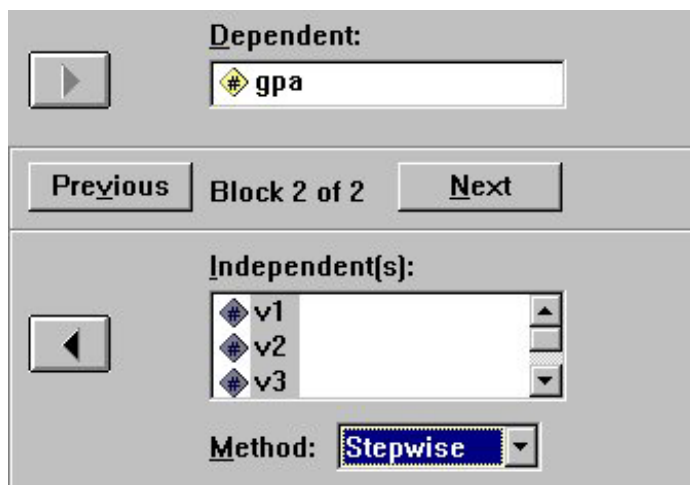 Dependent:
# gpa
Previous Block 2 of 2 Next
Independent(s):
# v1
# v2
# v3
Method: Stepwise